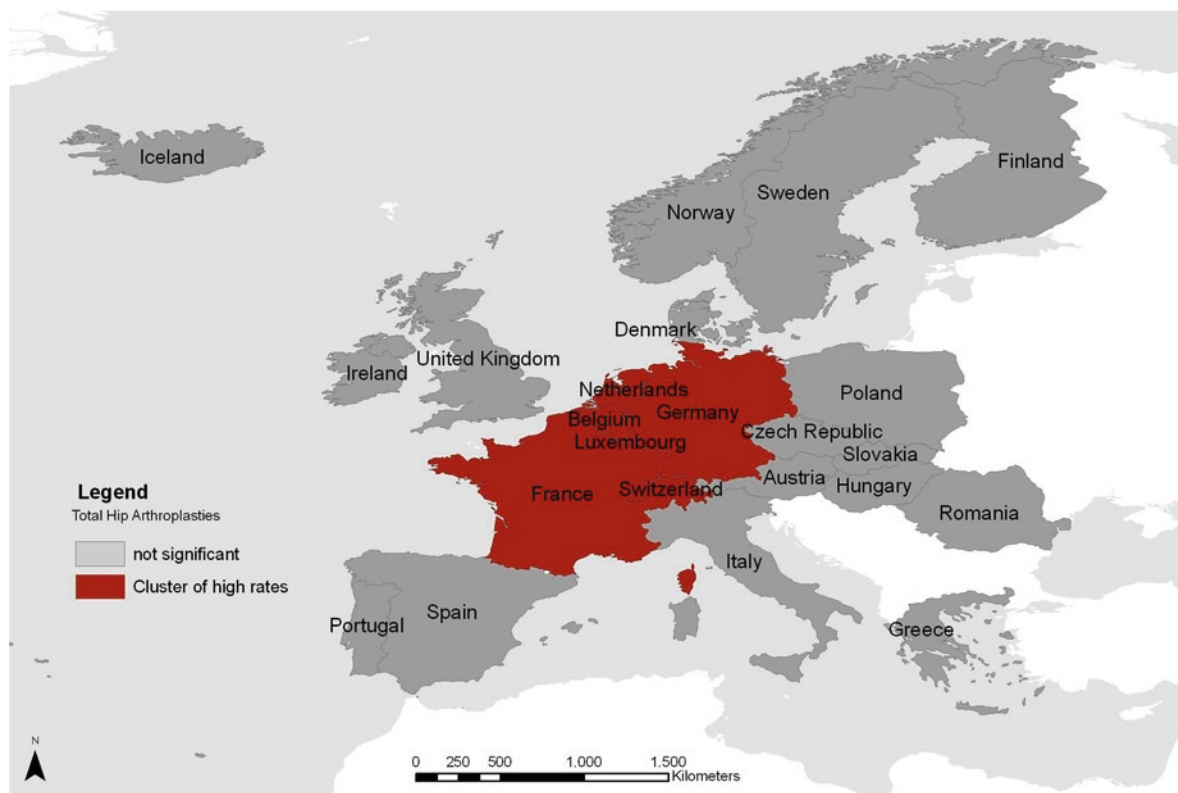 Iceland
Finland
Sweden
Norway
Denmark
United Kingdom
Ireland
Netherlands
Poland
Germany
Belgium
Czech Republic
Luxembourg
Slovakia
Austria
Hungary
Switzerland
France
Romania
Italy
Spain
Portugal
Greece
Legend
Total Hip Arthroplasties
not significant
Cluster of high rates
N
0 250 500 1.000 1.500
Kilometers